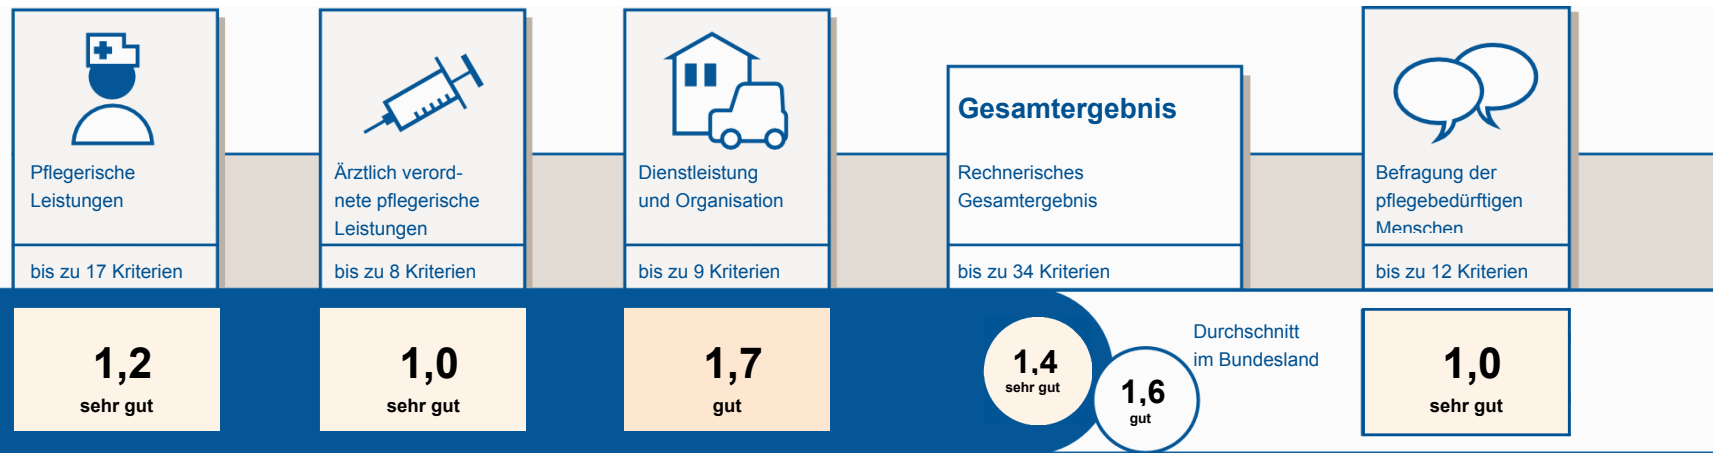 Pflegerische
Leistungen
bis zu 17 Kriterien
1,2
sehr gut
Ärztlich verord-
nete pflegerische
Leistungen
bis zu 8 Kriterien
1,0
sehr gut
Dienstleistung
und Organisation
bis zu 9 Kriterien
1,7
gut
Gesamtergebnis
Rechnerisches
Gesamtergebnis
bis zu 34 Kriterien
1,4
sehr gut
Durchschnitt
im Bundesland
1,6
gut
Befragung der
pflegebedürftigen
Menschen
bis zu 12 Kriterien
1,0
sehr gut